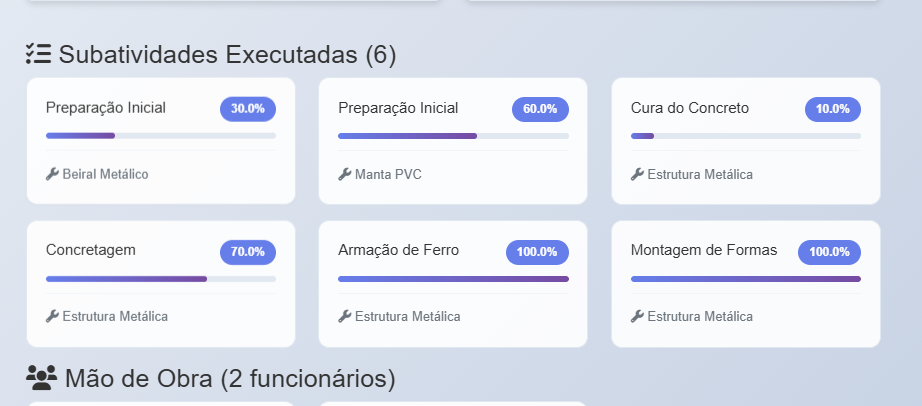 Subatividades Executadas (6)
Preparação Inicial
30.0%
Beiral Metálico
Preparação Inicial
60.0%
Manta PVC
Cura do Concreto
10.0%
Estrutura Metálica
Concretagem
70.0%
Estrutura Metálica
Armação de Ferro
100.0%
Estrutura Metálica
Montagem de Formas
100.0%
Estrutura Metálica
Mão de Obra (2 funcionários)